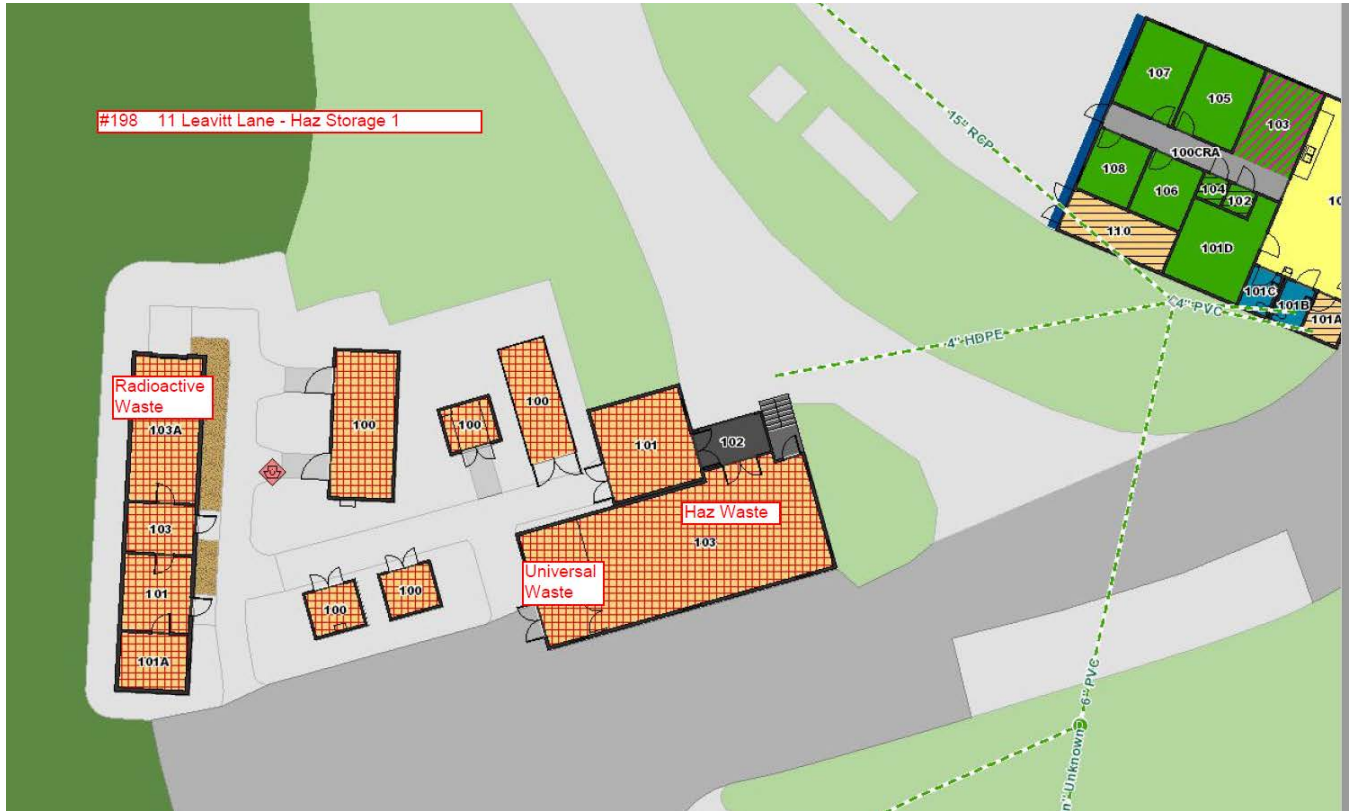 #198 11 Leavitt Lane - Haz Storage 1
107
105
103
15" RCP
100CRA
108
106
104
102
110
101D
101C
101B
101A
10
4" PVC
4" HDPE
Radioactive
Waste
103A
100
100
100
101
102
Haz Waste
103
103
Universal
Waste
101
100
100
101A
6" PVC
n" Unknown